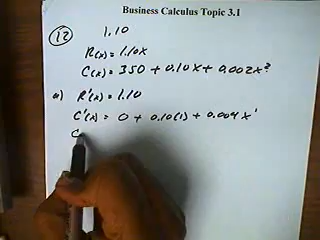 Business Calculus Topic 3.1
12 1.10
R(x) = 1.10x
C(x) = 350 + 0.10x + 0.002x²
a) R'(x) = 1.10
C'(x) = 0 + 0.10(1) + 0.004x'
C